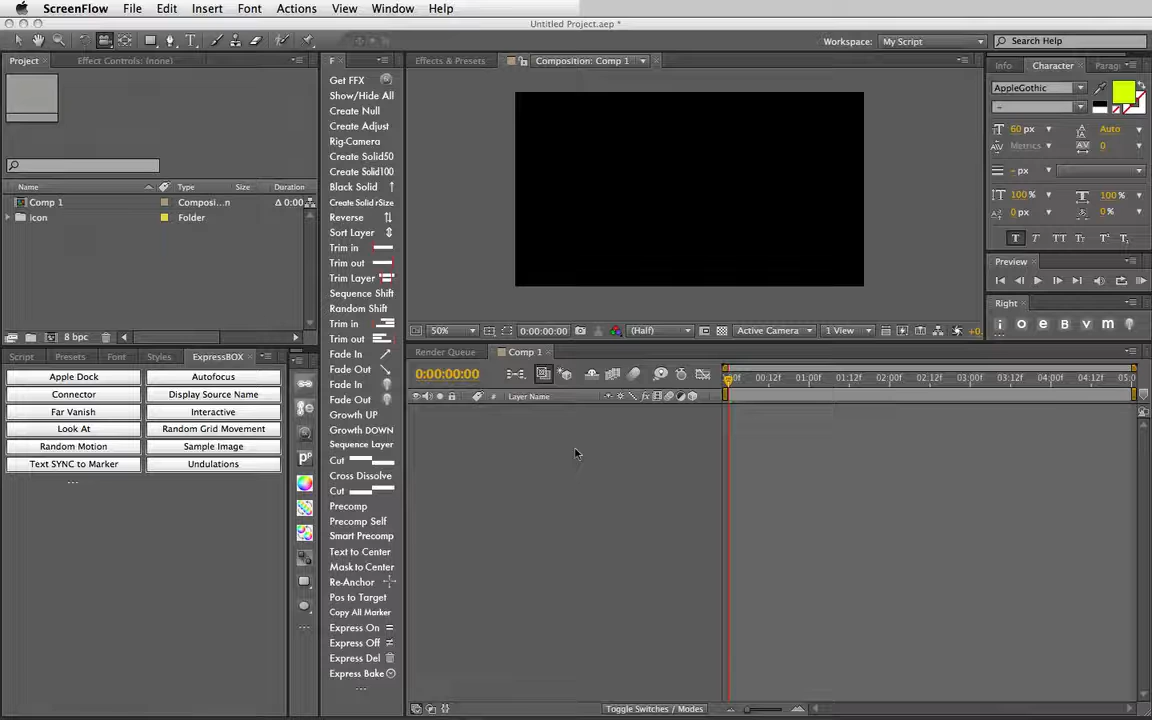 ScreenFlow File Edit Insert Font Actions View Window Help
Untitled Project.aep *
Workspace: My Script Search Help
Project Effect Controls: (none)
Name Type Size Duration
Comp 1 Composi...n Δ 0:00
icon Folder
8 bpc
Script Presets Font Styles ExpressBOX
Apple Dock Autofocus
Connector Display Source Name
Far Vanish Interactive
Look At Random Grid Movement
Random Motion Sample Image
Text SYNC to Marker Undulations
...
F
Get FFX
Show/Hide All
Create Null
Create Adjust
Rig-Camera
Create Solid50
Create Solid100
Black Solid
Create Solid rSize
Reverse
Sort Layer
Trim in
Trim out
Trim Layer
Sequence Shift
Random Shift
Trim in
Trim out
Fade In
Fade Out
Fade In
Fade Out
Growth UP
Growth DOWN
Sequence Layer
Cut
Cross Dissolve
Cut
Precomp
Precomp Self
Smart Precomp
Text to Center
Mask to Center
Re-Anchor
Pos to Target
Copy All Marker
Express On
Express Off
Express Del
Express Bake
...
Effects & Presets Composition: Comp 1
50% 0:00:00:00 (Half) Active Camera 1 View +0.
Render Queue Comp 1
0:00:00:00
# Layer Name
00f 00:12f 01:00f 01:12f 02:00f 02:12f 03:00f 03:12f 04:00f 04:12f 05:0
Toggle Switches / Modes
Info Character Paragr
AppleGothic
-
60 px Auto
Metrics 0
- px
100% 100%
0 px 0 %
T T TT Tr T¹ T,
Preview
Right
i o e B v m